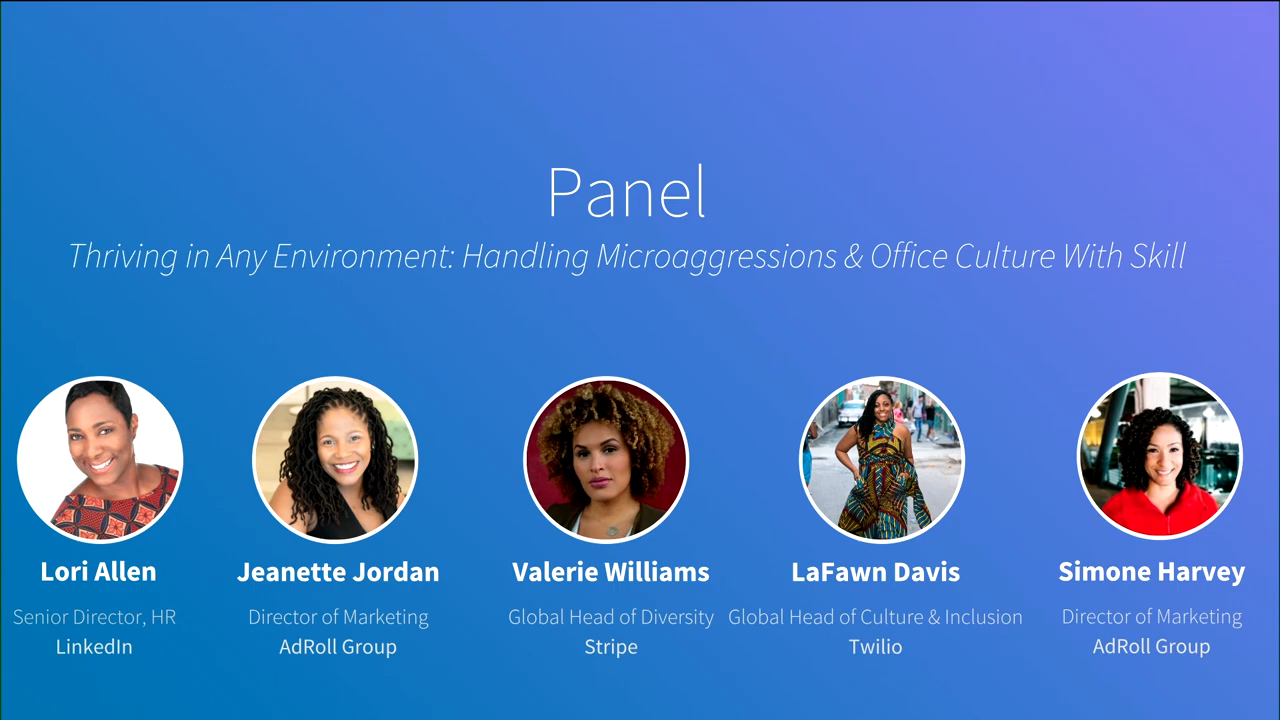 Panel
Thriving in Any Environment: Handling Microaggressions & Office Culture With Skill
Lori Allen
Senior Director, HR
LinkedIn
Jeanette Jordan
Director of Marketing
AdRoll Group
Valerie Williams
Global Head of Diversity
Stripe
LaFawn Davis
Global Head of Culture & Inclusion
Twilio
Simone Harvey
Director of Marketing
AdRoll Group